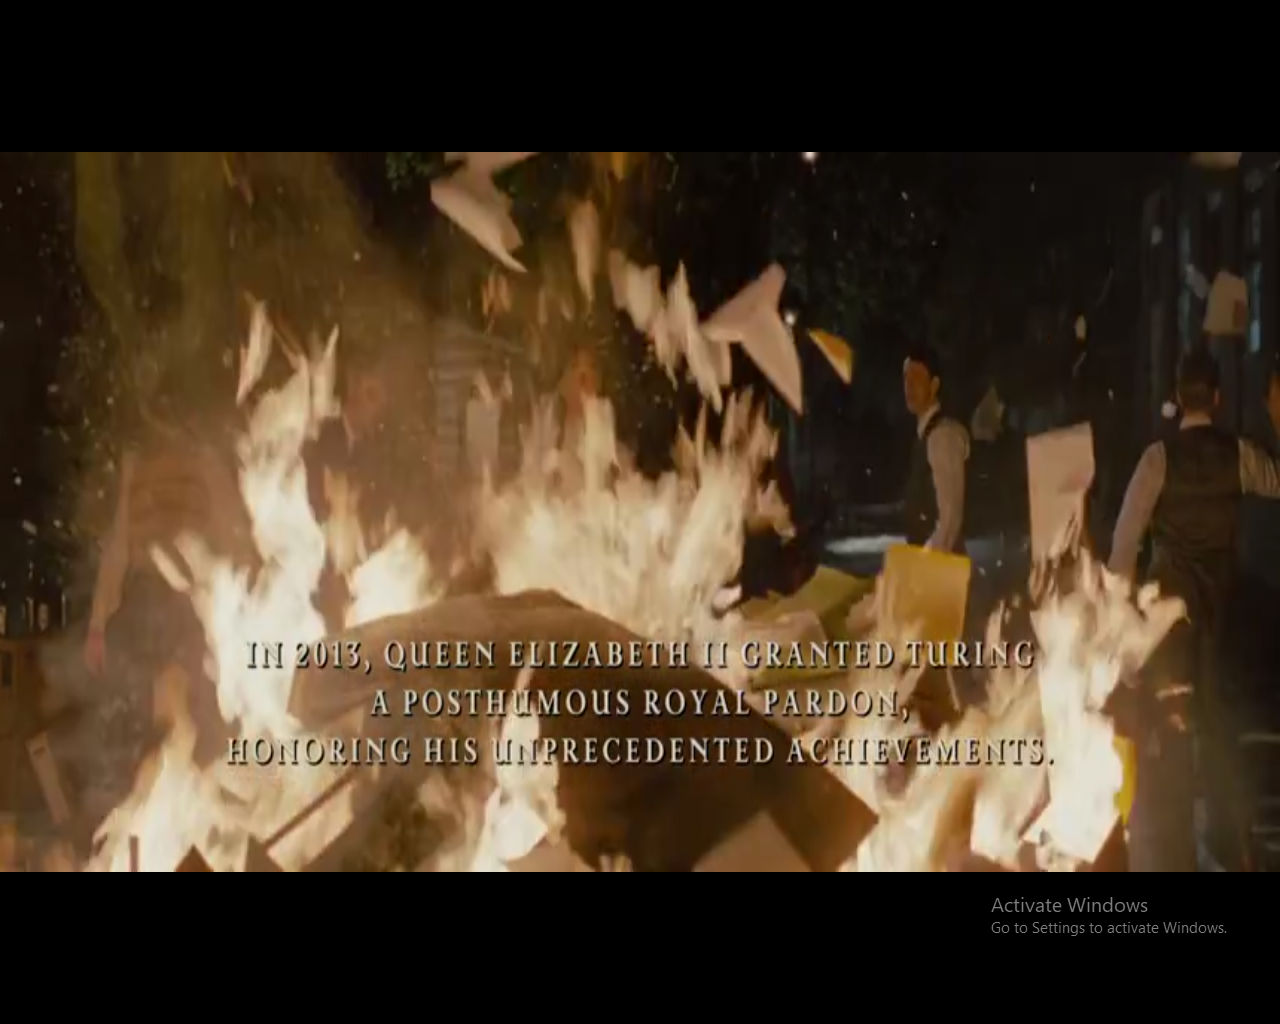 IN 2013, QUEEN ELIZABETH II GRANTED TURING
A POSTHUMOUS ROYAL PARDON,
HONORING HIS UNPRECEDENTED ACHIEVEMENTS.
Activate Windows
Go to Settings to activate Windows.